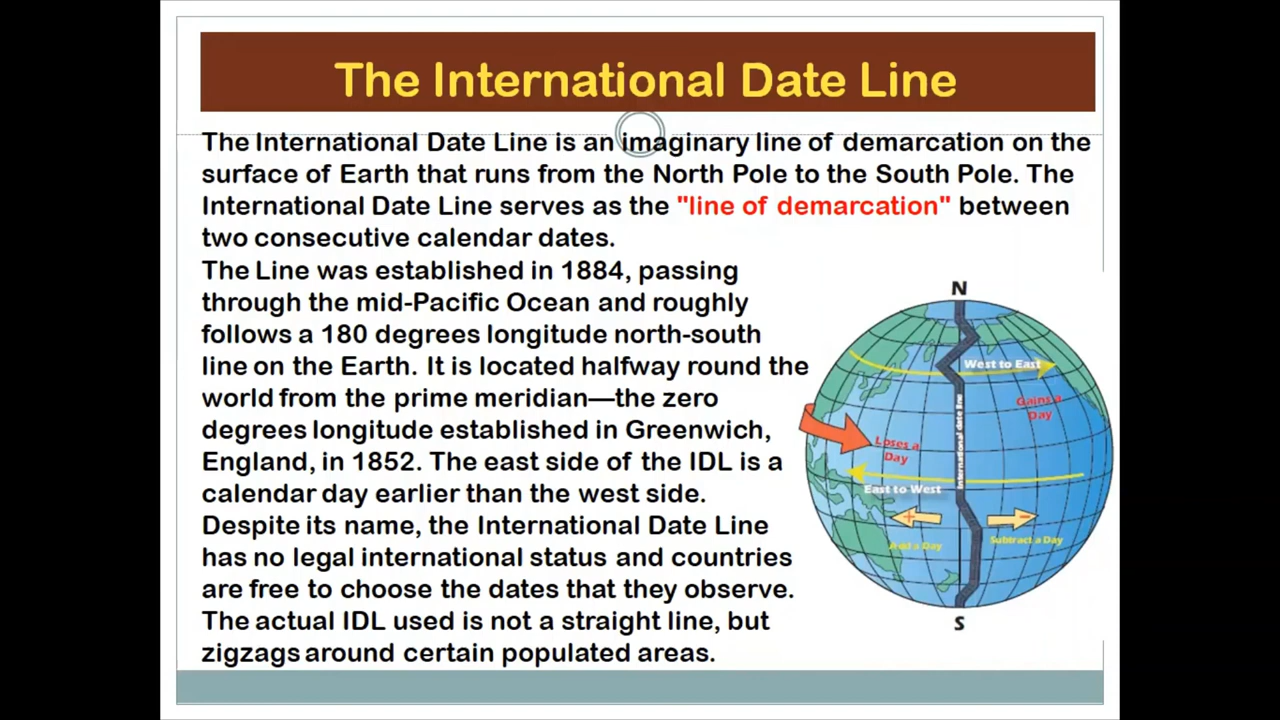 The International Date Line
The International Date Line is an imaginary line of demarcation on the
surface of Earth that runs from the North Pole to the South Pole. The
International Date Line serves as the "line of demarcation" between
two consecutive calendar dates.
The Line was established in 1884, passing
through the mid-Pacific Ocean and roughly
follows a 180 degrees longitude north-south
line on the Earth. It is located halfway round the
world from the prime meridian—the zero
degrees longitude established in Greenwich,
England, in 1852. The east side of the IDL is a
calendar day earlier than the west side.
Despite its name, the International Date Line
has no legal international status and countries
are free to choose the dates that they observe.
The actual IDL used is not a straight line, but
zigzags around certain populated areas.
N
West to East
Gains a
Day
International date line
Loses a
Day
East to West
+
−
Add a Day
Subtract a Day
S